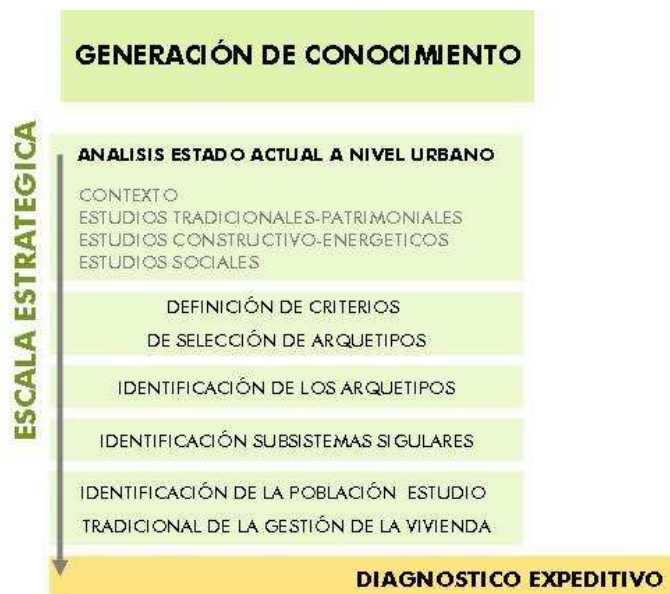 GENERACIÓN DE CONOCIMIENTO
ESCALA ESTRATEGICA
ANALISIS ESTADO ACTUAL A NIVEL URBANO
CONTEXTO
ESTUDIOS TRADICIONALES-PATRIMONIALES
ESTUDIOS CONSTRUCTIVO-ENERGETICOS
ESTUDIOS SOCIALES
DEFINICIÓN DE CRITERIOS
DE SELECCIÓN DE ARQUETIPOS
IDENTIFICACIÓN DE LOS ARQUETIPOS
IDENTIFICACIÓN SUBSISTEMAS SIGULARES
IDENTIFICACIÓN DE LA POBLACIÓN ESTUDIO
TRADICIONAL DE LA GESTIÓN DE LA VIVIENDA
DIAGNOSTICO EXPEDITIVO